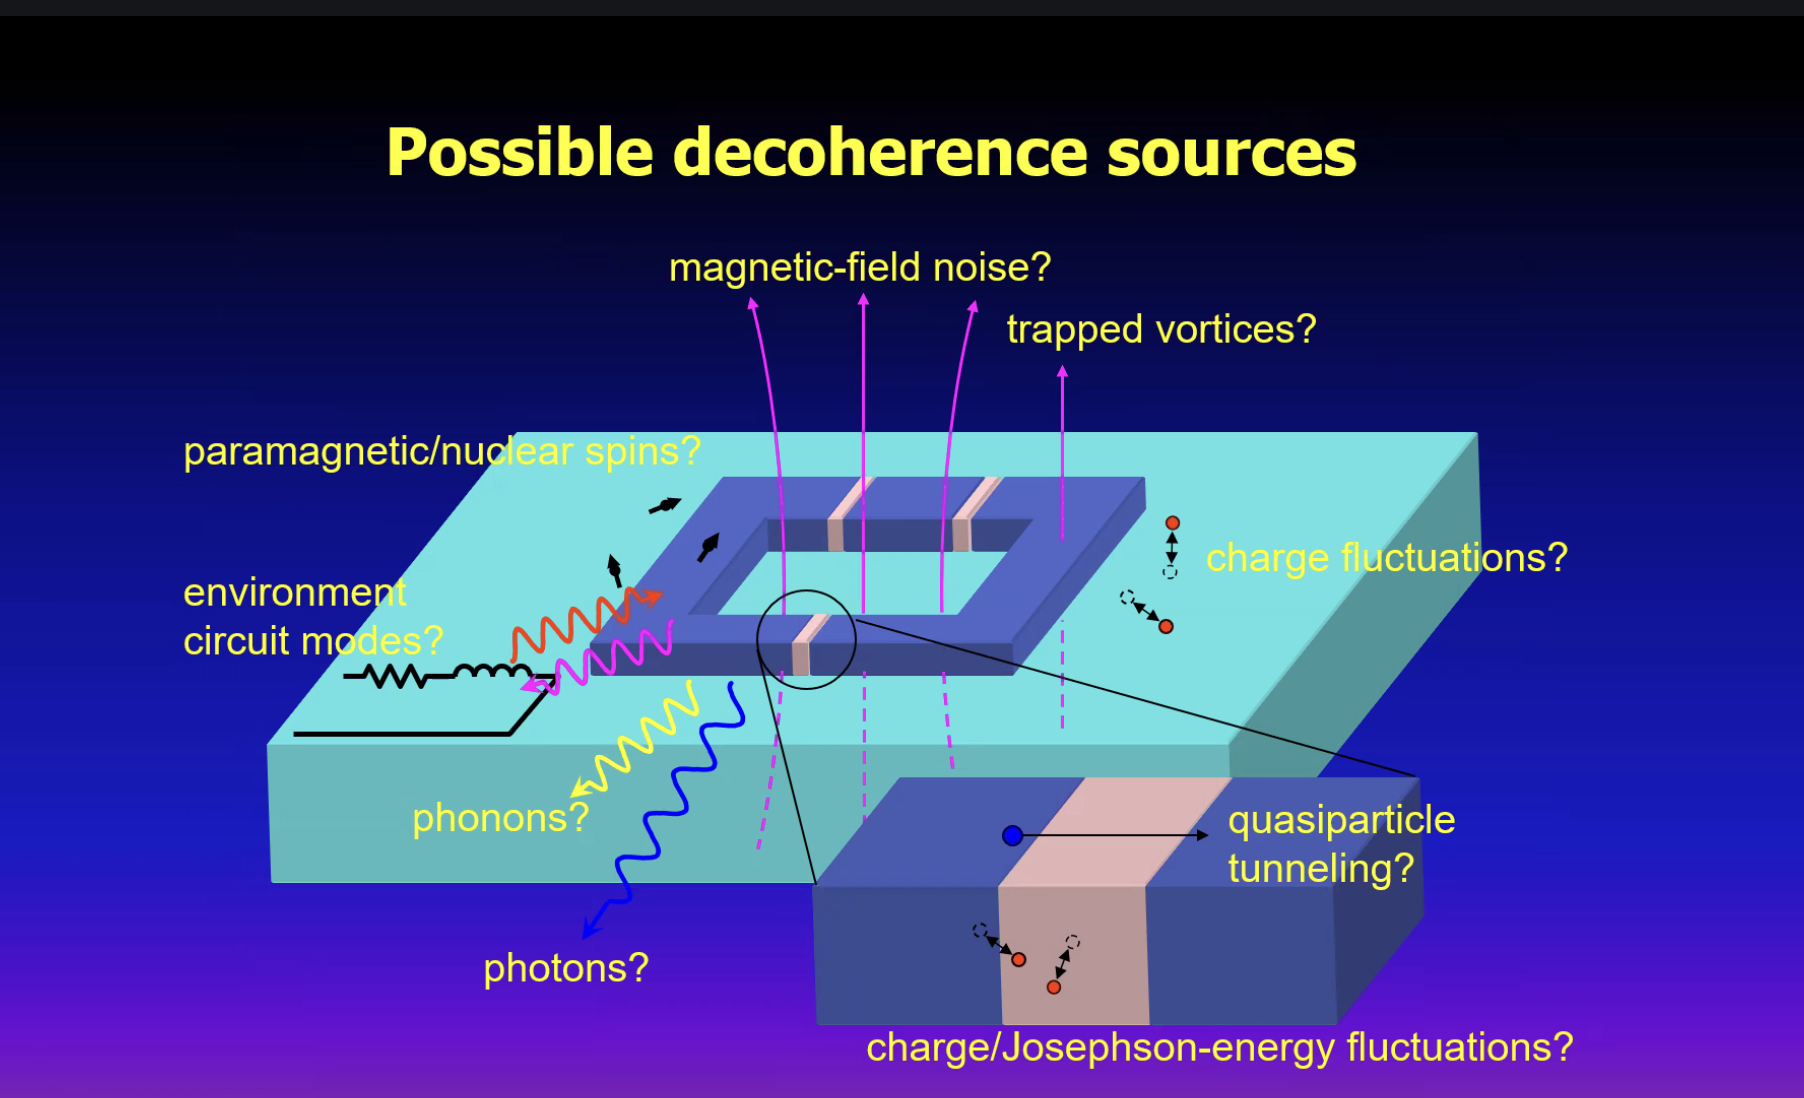 Possible decoherence sources
magnetic-field noise?
trapped vortices?
paramagnetic/nuclear spins?
charge fluctuations?
environment
circuit modes?
phonons?
quasiparticle
tunneling?
photons?
charge/Josephson-energy fluctuations?